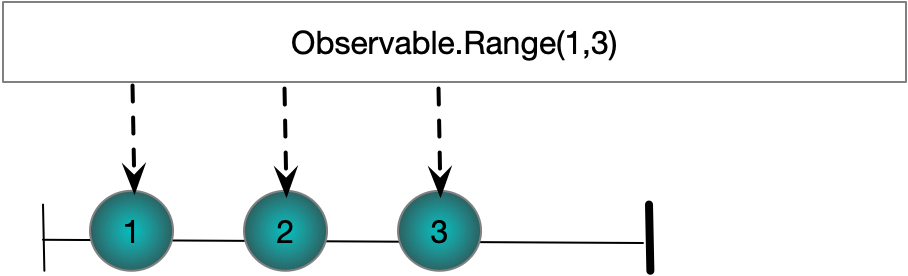 Observable.Range(1,3)
1 2 3